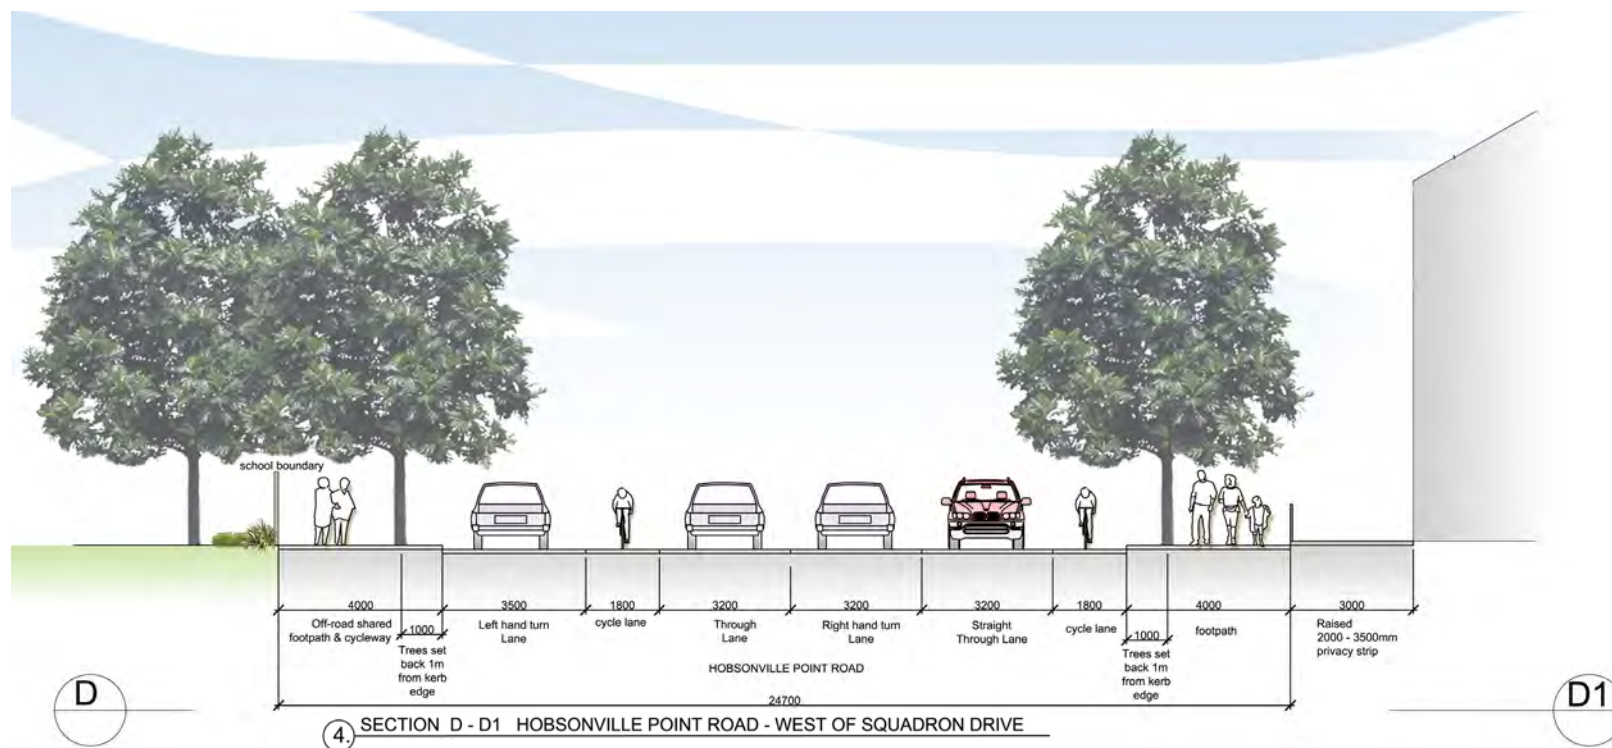 school boundary
4000
3500
1800
3200
3200
3200
1800
4000
3000
Off-road shared
footpath & cycleway
1000
Trees set
back 1m
from kerb
edge
Left hand turn
Lane
cycle lane
Through
Lane
Right hand turn
Lane
Straight
Through Lane
cycle lane
1000
Trees set
back 1m
from kerb
edge
footpath
Raised
2000 - 3500mm
privacy strip
HOBSONVILLE POINT ROAD
24700
D
D1
4. SECTION D - D1 HOBSONVILLE POINT ROAD - WEST OF SQUADRON DRIVE